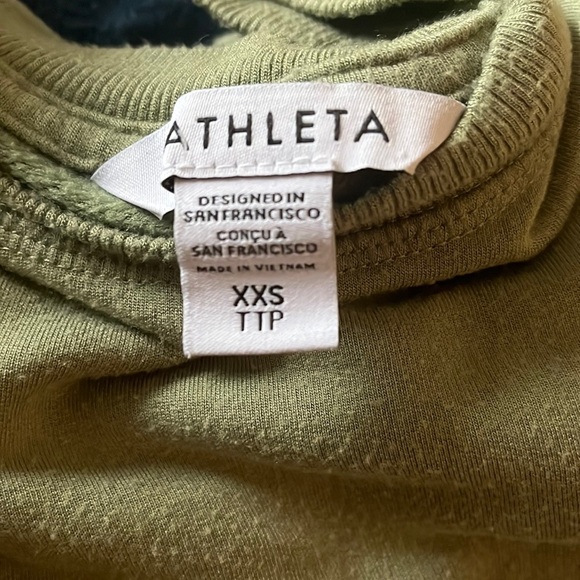 ATHLETA
DESIGNED IN
SAN FRANCISCO
CONÇU À
SAN FRANCISCO
MADE IN VIETNAM
XXS
TTP